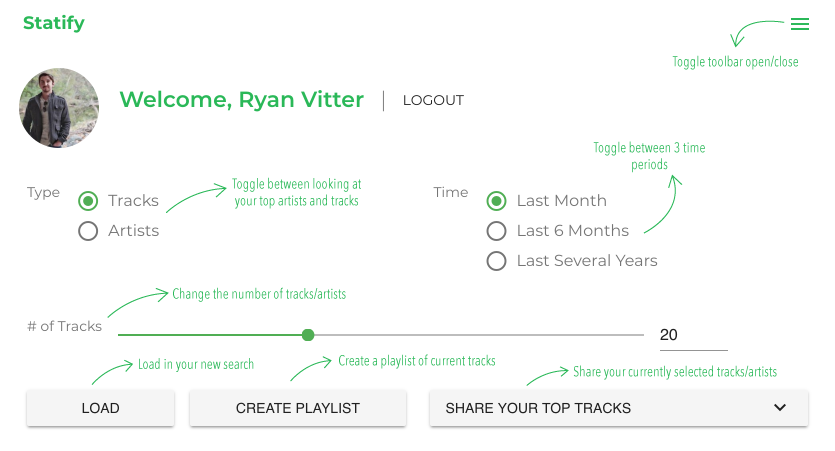 Statify
Toggle toolbar open/close
Welcome, Ryan Vitter
LOGOUT
Toggle between 3 time
periods
Type
Tracks
Artists
Toggle between looking at
your top artists and tracks
Time
Last Month
Last 6 Months
Last Several Years
Change the number of tracks/artists
# of Tracks
20
Load in your new search
Create a playlist of current tracks
Share your currently selected tracks/artists
LOAD
CREATE PLAYLIST
SHARE YOUR TOP TRACKS